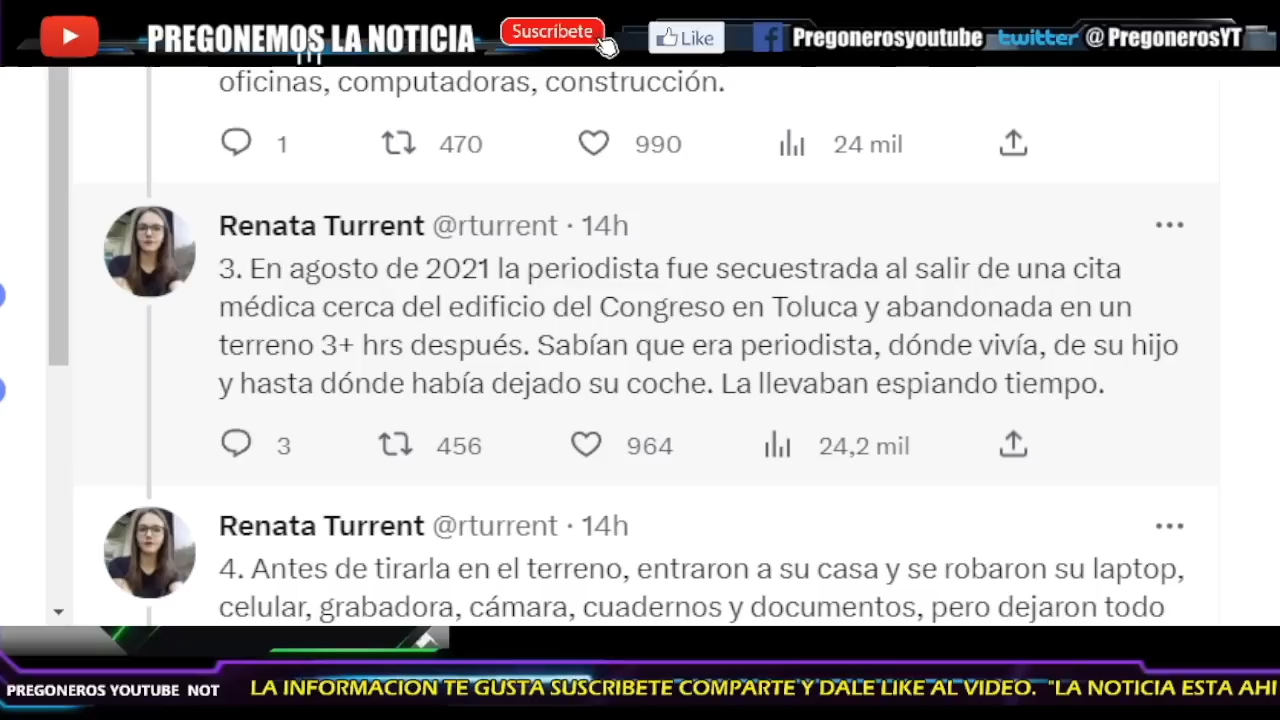 PREGONEMOS LA NOTICIA Suscríbete Like Pregonerosyoutube twitter @PregonerosYT
oficinas, computadoras, construcción.
1 470 990 24 mil
Renata Turrent @rturrent · 14h
3. En agosto de 2021 la periodista fue secuestrada al salir de una cita
médica cerca del edificio del Congreso en Toluca y abandonada en un
terreno 3+ hrs después. Sabían que era periodista, dónde vivía, de su hijo
y hasta dónde había dejado su coche. La llevaban espiando tiempo.
3 456 964 24,2 mil
Renata Turrent @rturrent · 14h
4. Antes de tirarla en el terreno, entraron a su casa y se robaron su laptop,
celular, grabadora, cámara, cuadernos y documentos, pero dejaron todo
PREGONEROS YOUTUBE NOT LA INFORMACION TE GUSTA SUSCRIBETE COMPARTE Y DALE LIKE AL VIDEO. "LA NOTICIA ESTA AHI